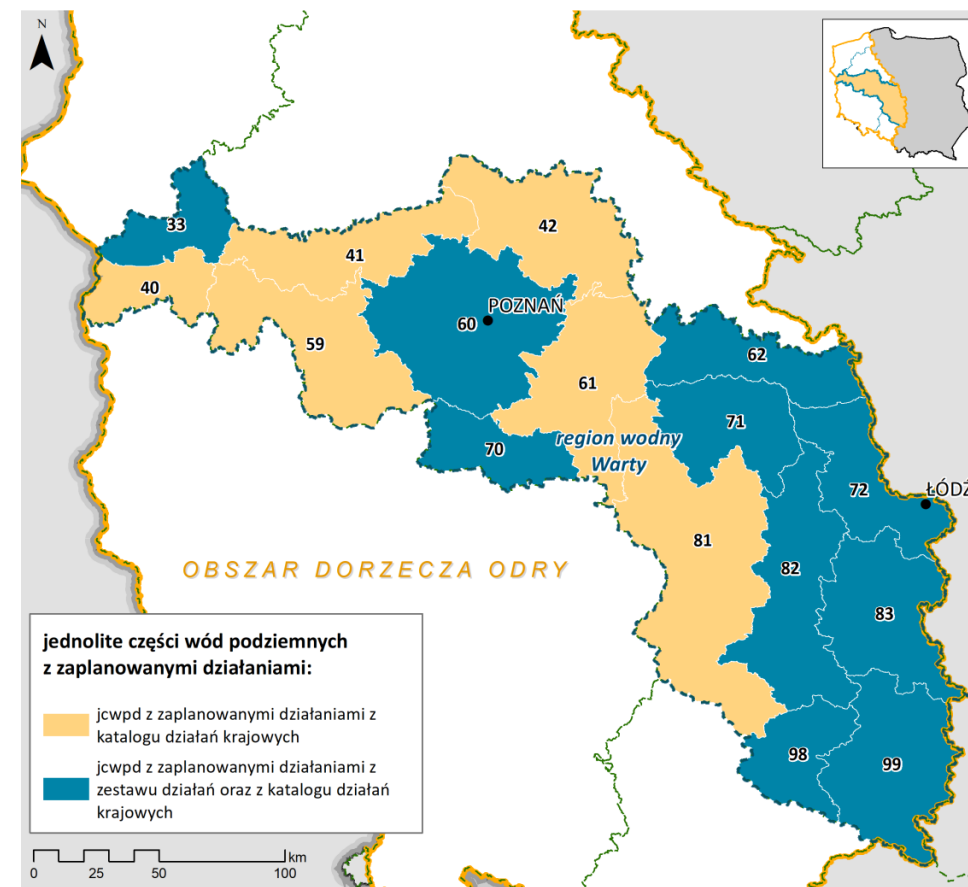 N
33
42
41
40
POZNAŃ
60
59
62
61
71
region wodny
Warty
70
72
ŁÓDŹ
81
OBSZAR DORZECZA ODRY
82
83
jednolite części wód podziemnych
z zaplanowanymi działaniami:
jcwpd z zaplanowanymi działaniami z
katalogu działań krajowych
jcwpd z zaplanowanymi działaniami z
zestawu działań oraz z katalogu działań
krajowych
98
99
km
0 25 50 100